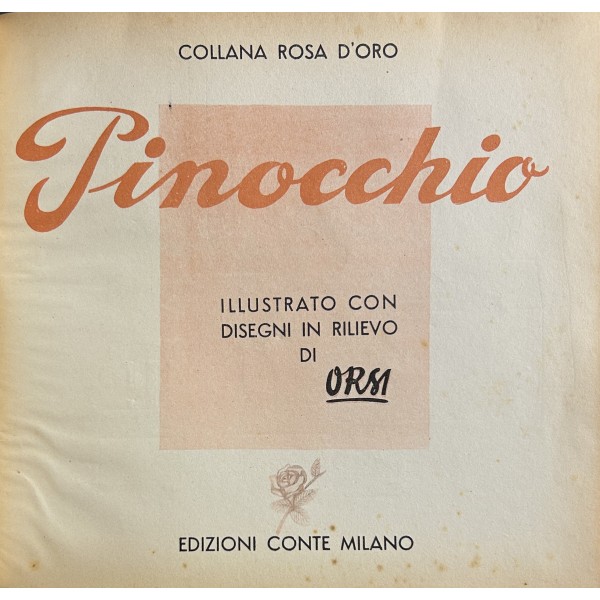 COLLANA ROSA D'ORO
Pinocchio
ILLUSTRATO CON
DISEGNI IN RILIEVO
DI
ORSI
EDIZIONI CONTE MILANO